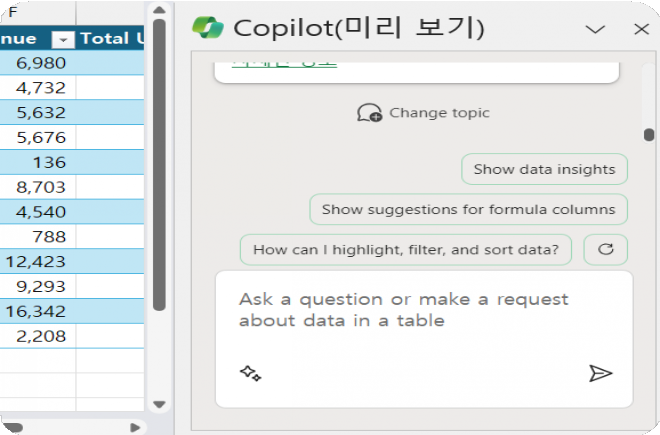 F
nue
Total U
6,980
4,732
5,632
5,676
136
8,703
4,540
788
12,423
9,293
16,342
2,208
Copilot(미리 보기)
Change topic
Show data insights
Show suggestions for formula columns
How can I highlight, filter, and sort data?
Ask a question or make a request
about data in a table